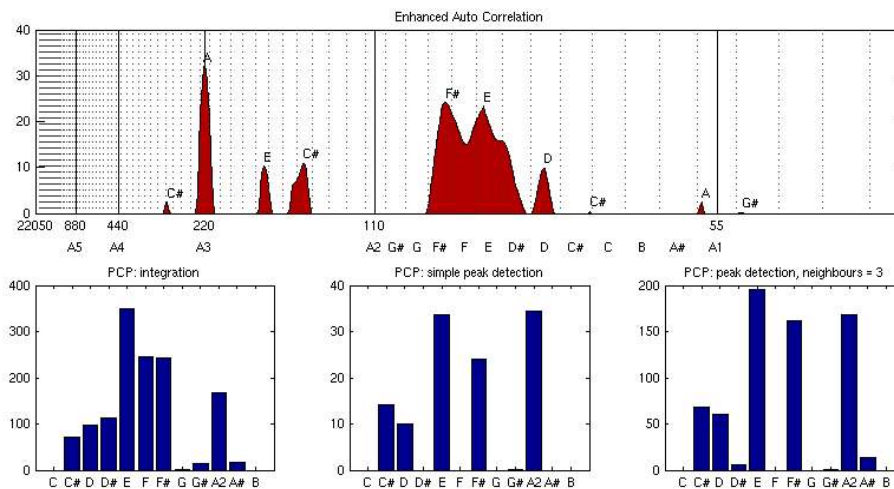 Enhanced Auto Correlation
40
30
20
10
0
C#
A
E
C#
F#
E
D
C#
A
G#
22050 880 440 220 110 55
A5 A4 A3 A2 G# G F# F E D# D C# C B A# A1
PCP: integration
400
300
200
100
0
C C# D D# E F F# G G# A2 A# B
PCP: simple peak detection
40
30
20
10
0
C C# D D# E F F# G G# A2 A# B
PCP: peak detection, neighbours = 3
200
150
100
50
0
C C# D D# E F F# G G# A2 A# B